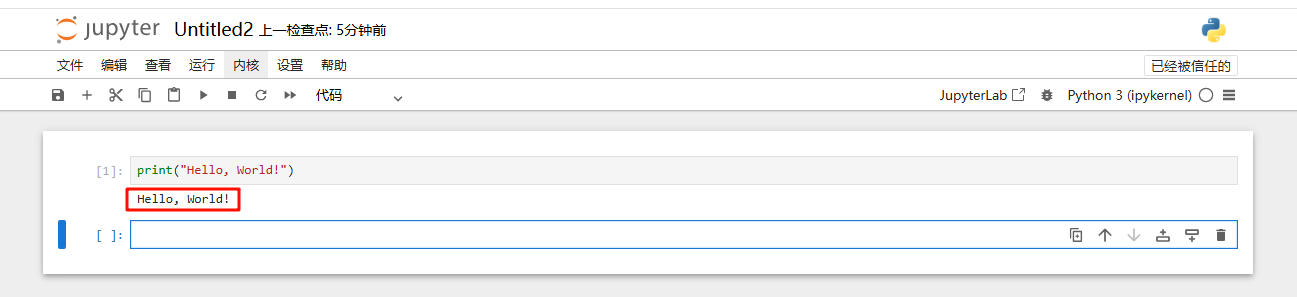 jupyter Untitled2 上一检查点: 5分钟前
文件 编辑 查看 运行 内核 设置 帮助 已经被信任的
代码 JupyterLab Python 3 (ipykernel)
[1]: print("Hello, World!")
Hello, World!
[ ]: